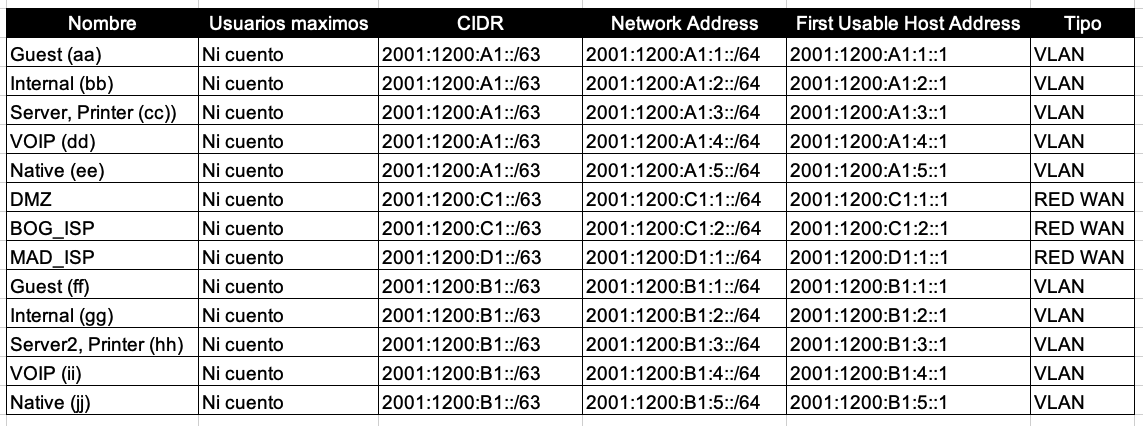 Nombre Usuarios maximos CIDR Network Address First Usable Host Address Tipo
Guest (aa) Ni cuento 2001:1200:A1::/63 2001:1200:A1:1::/64 2001:1200:A1:1::1 VLAN
Internal (bb) Ni cuento 2001:1200:A1::/63 2001:1200:A1:2::/64 2001:1200:A1:2::1 VLAN
Server, Printer (cc)) Ni cuento 2001:1200:A1::/63 2001:1200:A1:3::/64 2001:1200:A1:3::1 VLAN
VOIP (dd) Ni cuento 2001:1200:A1::/63 2001:1200:A1:4::/64 2001:1200:A1:4::1 VLAN
Native (ee) Ni cuento 2001:1200:A1::/63 2001:1200:A1:5::/64 2001:1200:A1:5::1 VLAN
DMZ Ni cuento 2001:1200:C1::/63 2001:1200:C1:1::/64 2001:1200:C1:1::1 RED WAN
BOG_ISP Ni cuento 2001:1200:C1::/63 2001:1200:C1:2::/64 2001:1200:C1:2::1 RED WAN
MAD_ISP Ni cuento 2001:1200:D1::/63 2001:1200:D1:1::/64 2001:1200:D1:1::1 RED WAN
Guest (ff) Ni cuento 2001:1200:B1::/63 2001:1200:B1:1::/64 2001:1200:B1:1::1 VLAN
Internal (gg) Ni cuento 2001:1200:B1::/63 2001:1200:B1:2::/64 2001:1200:B1:2::1 VLAN
Server2, Printer (hh) Ni cuento 2001:1200:B1::/63 2001:1200:B1:3::/64 2001:1200:B1:3::1 VLAN
VOIP (ii) Ni cuento 2001:1200:B1::/63 2001:1200:B1:4::/64 2001:1200:B1:4::1 VLAN
Native (jj) Ni cuento 2001:1200:B1::/63 2001:1200:B1:5::/64 2001:1200:B1:5::1 VLAN